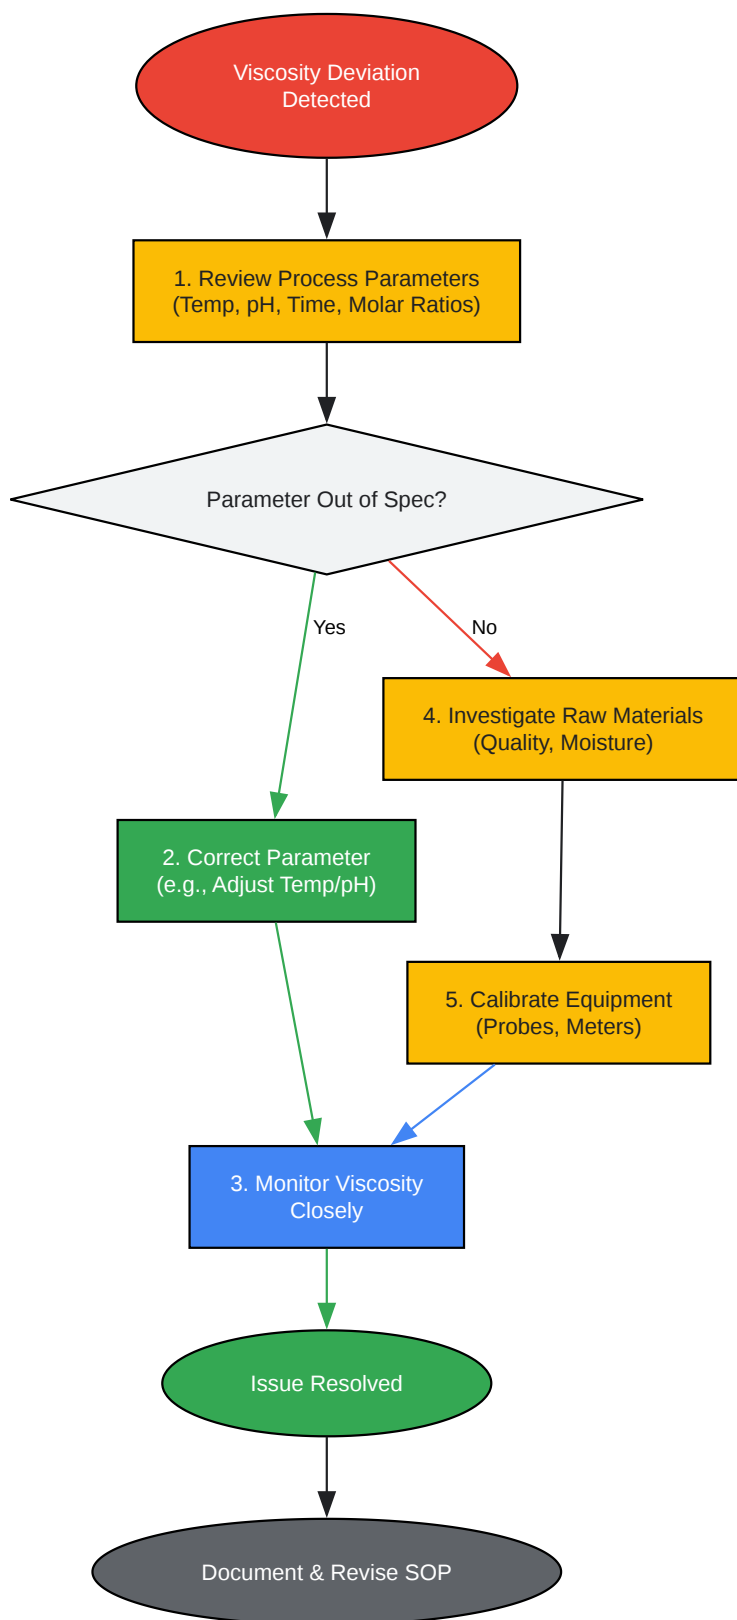 Viscosity Deviation
Detected
1. Review Process Parameters
(Temp, pH, Time, Molar Ratios)
Parameter Out of Spec?
Yes
No
4. Investigate Raw Materials
(Quality, Moisture)
2. Correct Parameter
(e.g., Adjust Temp/pH)
5. Calibrate Equipment
(Probes, Meters)
3. Monitor Viscosity
Closely
Issue Resolved
Document & Revise SOP